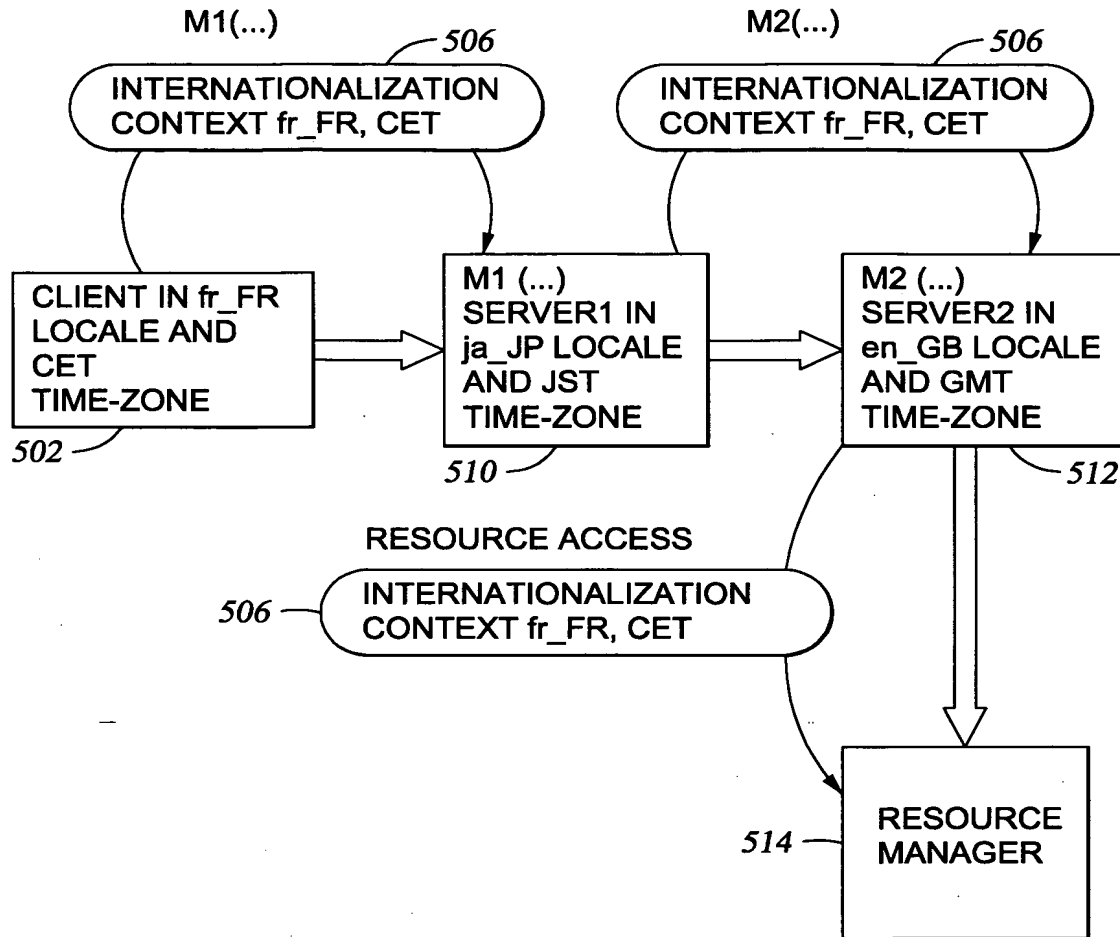 M1(...)
M2(...)
506
506
INTERNATIONALIZATION
CONTEXT fr_FR, CET
INTERNATIONALIZATION
CONTEXT fr_FR, CET
CLIENT IN fr_FR
LOCALE AND
CET
TIME-ZONE
502
M1 (...)
SERVER1 IN
ja_JP LOCALE
AND JST
TIME-ZONE
510
M2 (...)
SERVER2 IN
en_GB LOCALE
AND GMT
TIME-ZONE
512
RESOURCE ACCESS
506
INTERNATIONALIZATION
CONTEXT fr_FR, CET
514
RESOURCE
MANAGER